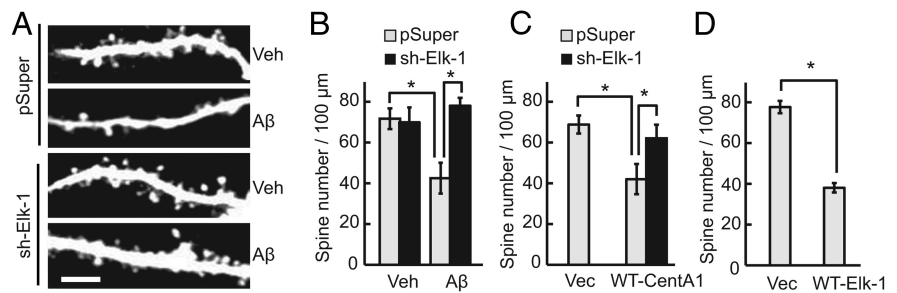 A
pSuper
sh-Elk-1
Veh
Aβ
Veh
Aβ
B
pSuper
sh-Elk-1
Spine number / 100 μm
80
60
40
20
0
*
*
Veh
Aβ
C
pSuper
sh-Elk-1
Spine number / 100 μm
80
60
40
20
0
*
*
Vec
WT-CentA1
D
Spine number / 100 μm
80
60
40
20
0
*
Vec
WT-Elk-1